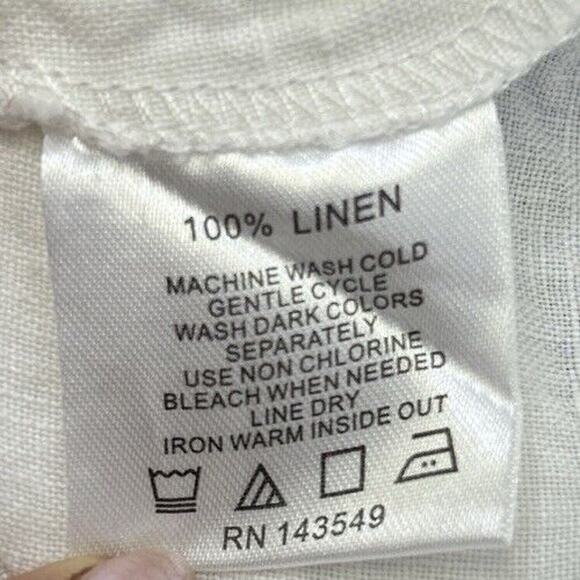 100% LINEN
MACHINE WASH COLD
GENTLE CYCLE
WASH DARK COLORS
SEPARATELY
USE NON CHLORINE
BLEACH WHEN NEEDED
LINE DRY
IRON WARM INSIDE OUT
RN 143549